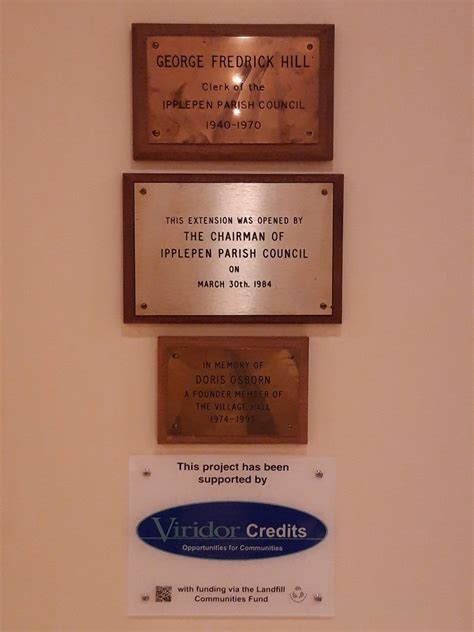 GEORGE FREDRICK HILL
Clerk of the
IPPLEPEN PARISH COUNCIL
1940-1970
THIS EXTENSION WAS OPENED BY
THE CHAIRMAN OF
IPPLEPEN PARISH COUNCIL
ON
MARCH 30th. 1984
IN MEMORY OF
DORIS OSBORN
A FOUNDER MEMBER OF
THE VILLAGE HALL
This project has been
supported by
Viridor Credits
Opportunities for Communities
with funding via the Landfill
Communities Fund